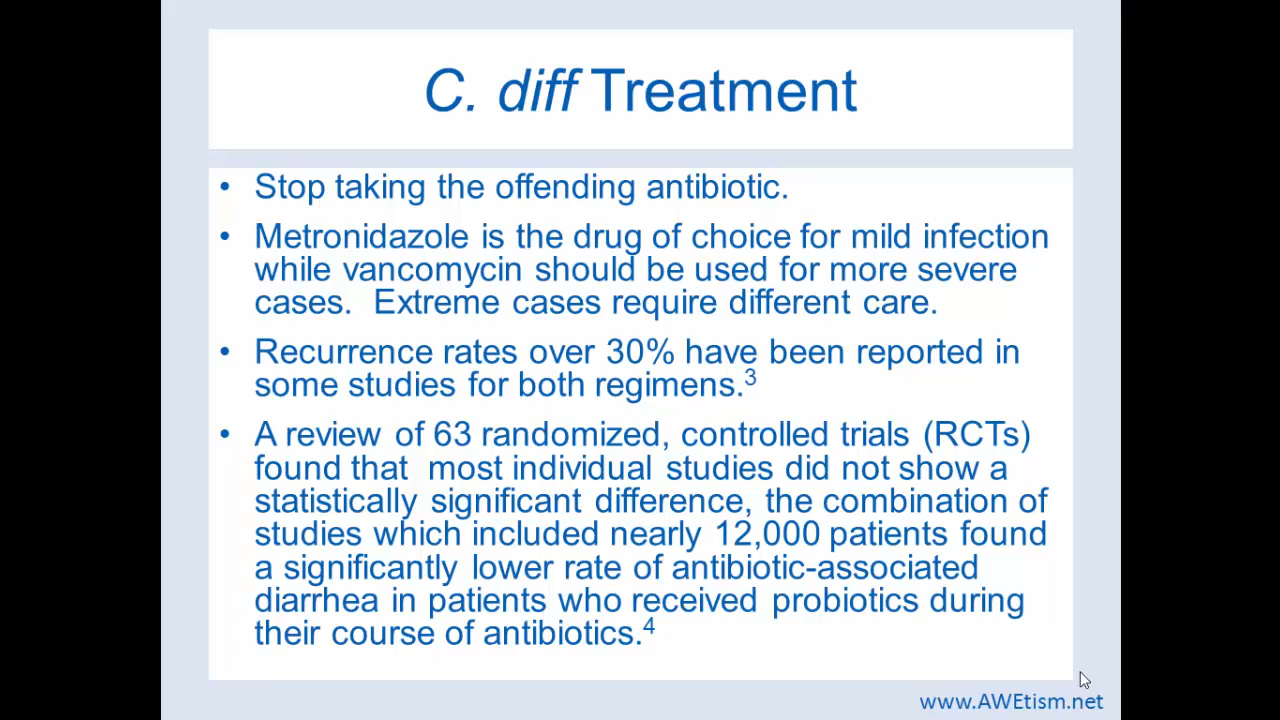 C. diff Treatment
• Stop taking the offending antibiotic.
• Metronidazole is the drug of choice for mild infection
while vancomycin should be used for more severe
cases.  Extreme cases require different care.
• Recurrence rates over 30% have been reported in
some studies for both regimens.³
• A review of 63 randomized, controlled trials (RCTs)
found that  most individual studies did not show a
statistically significant difference, the combination of
studies which included nearly 12,000 patients found
a significantly lower rate of antibiotic-associated
diarrhea in patients who received probiotics during
their course of antibiotics.⁴
www.AWEtism.net